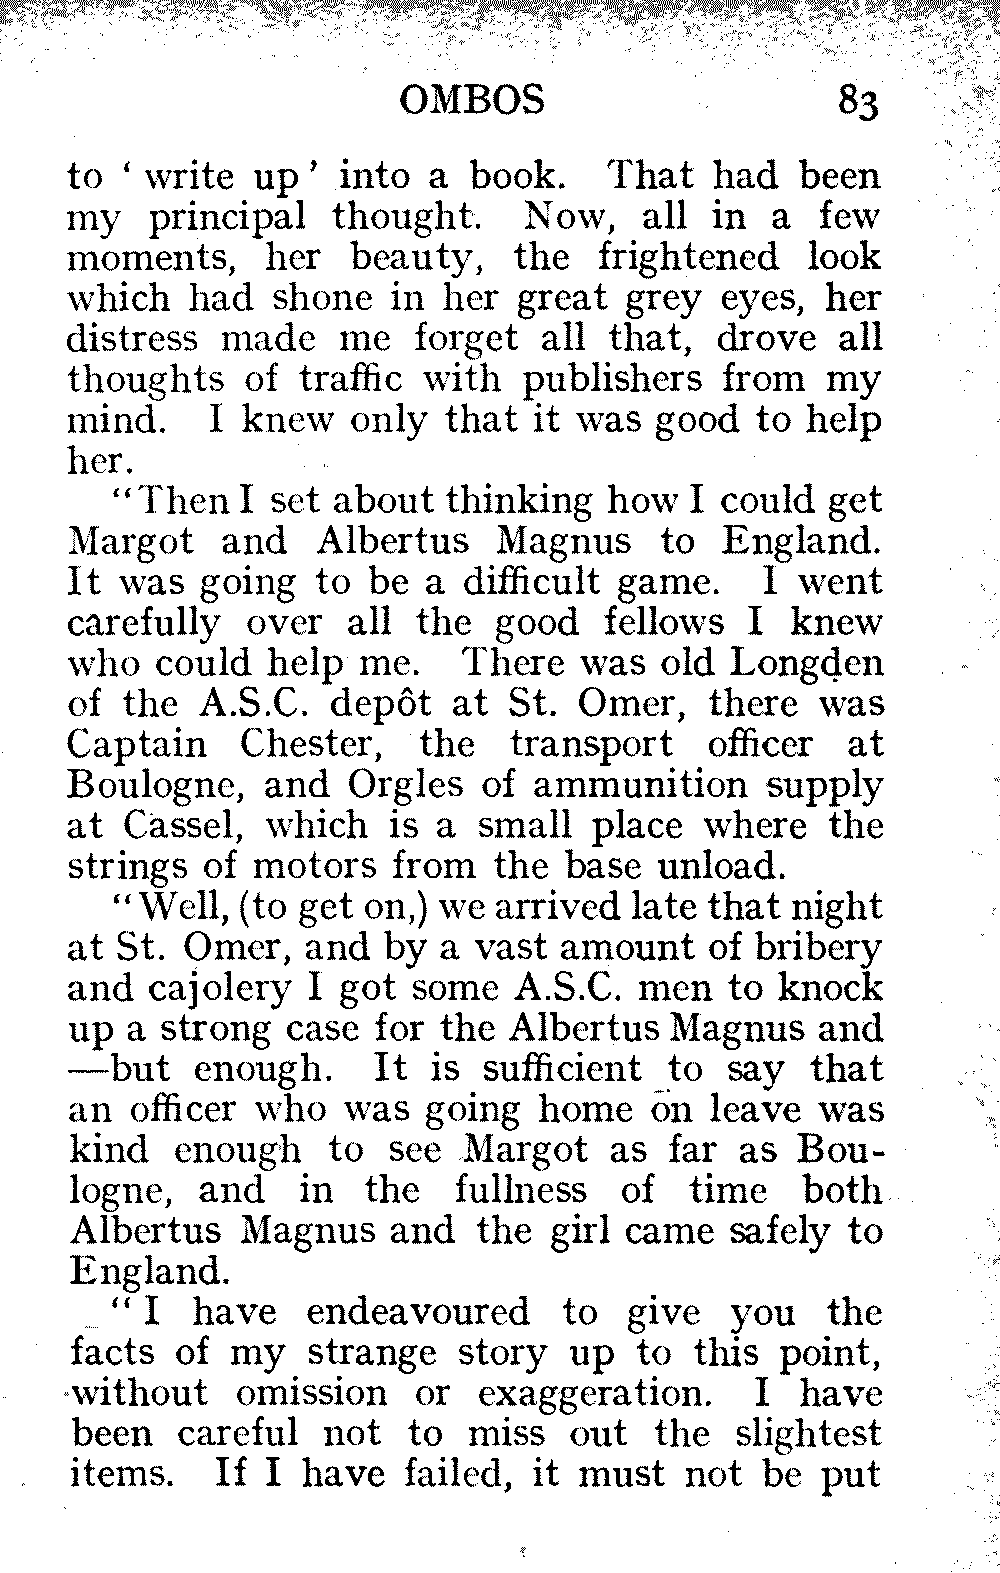 OMBOS 83
to ‘ write up ’ into a book. That had been
my principal thought. Now, all in a few
moments, her beauty, the frightened look
which had shone in her great grey eyes, her
distress made me forget all that, drove all
thoughts of traffic with publishers from my
mind. I knew only that it was good to help
her.
“Then I set about thinking how I could get
Margot and Albertus Magnus to England.
It was going to be a difficult game. I went
carefully over all the good fellows I knew
who could help me. There was old Longden
of the A.S.C. depôt at St. Omer, there was
Captain Chester, the transport officer at
Boulogne, and Orgles of ammunition supply
at Cassel, which is a small place where the
strings of motors from the base unload.
“Well, (to get on,) we arrived late that night
at St. Omer, and by a vast amount of bribery
and cajolery I got some A.S.C. men to knock
up a strong case for the Albertus Magnus and
—but enough. It is sufficient to say that
an officer who was going home on leave was
kind enough to see Margot as far as Bou-
logne, and in the fullness of time both
Albertus Magnus and the girl came safely to
England.
“I have endeavoured to give you the
facts of my strange story up to this point,
without omission or exaggeration. I have
been careful not to miss out the slightest
items. If I have failed, it must not be put